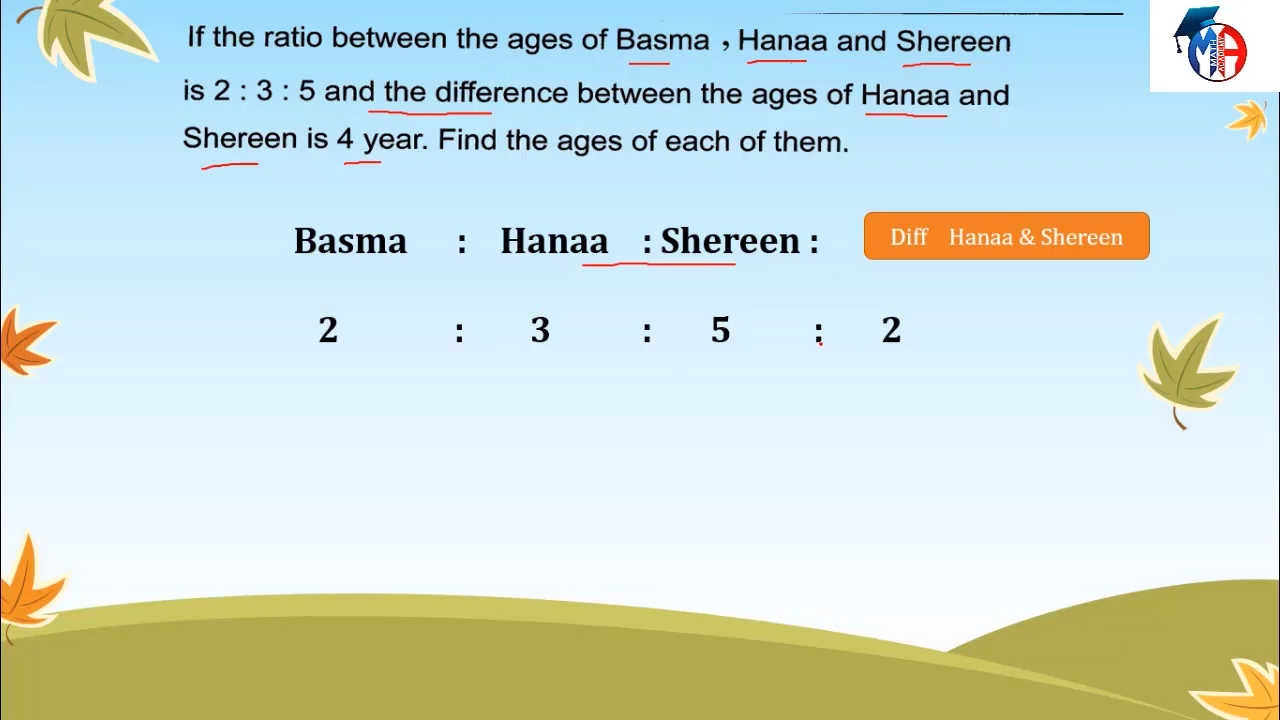 If the ratio between the ages of Basma , Hanaa and Shereen
is 2 : 3 : 5 and the difference between the ages of Hanaa and
Shereen is 4 year. Find the ages of each of them.
Basma : Hanaa : Shereen : Diff Hanaa & Shereen
2 : 3 : 5 : 2
MATH
ACADEMY